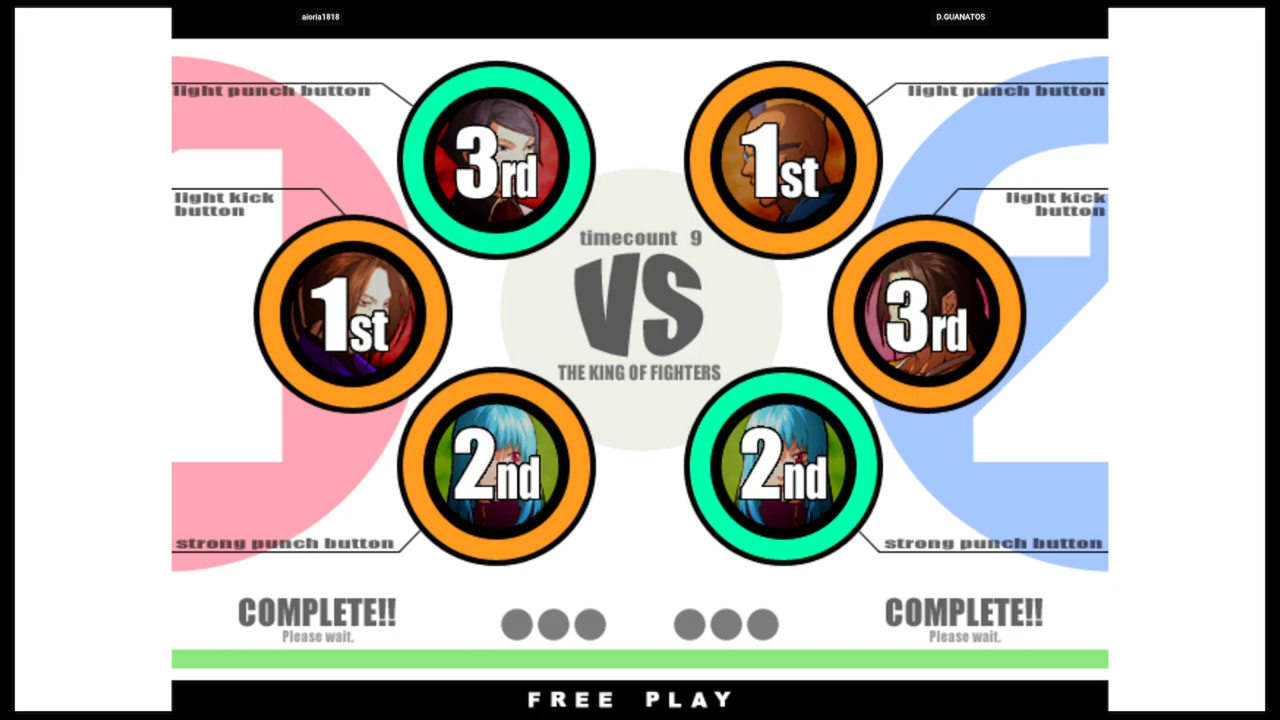 aioria1818
D.GUANATOS
light punch button
light punch button
3rd
1st
light kick
button
light kick
button
timecount 9
1st
VS
3rd
THE KING OF FIGHTERS
2nd
2nd
strong punch button
strong punch button
COMPLETE!!
Please wait.
COMPLETE!!
Please wait.
FREE PLAY